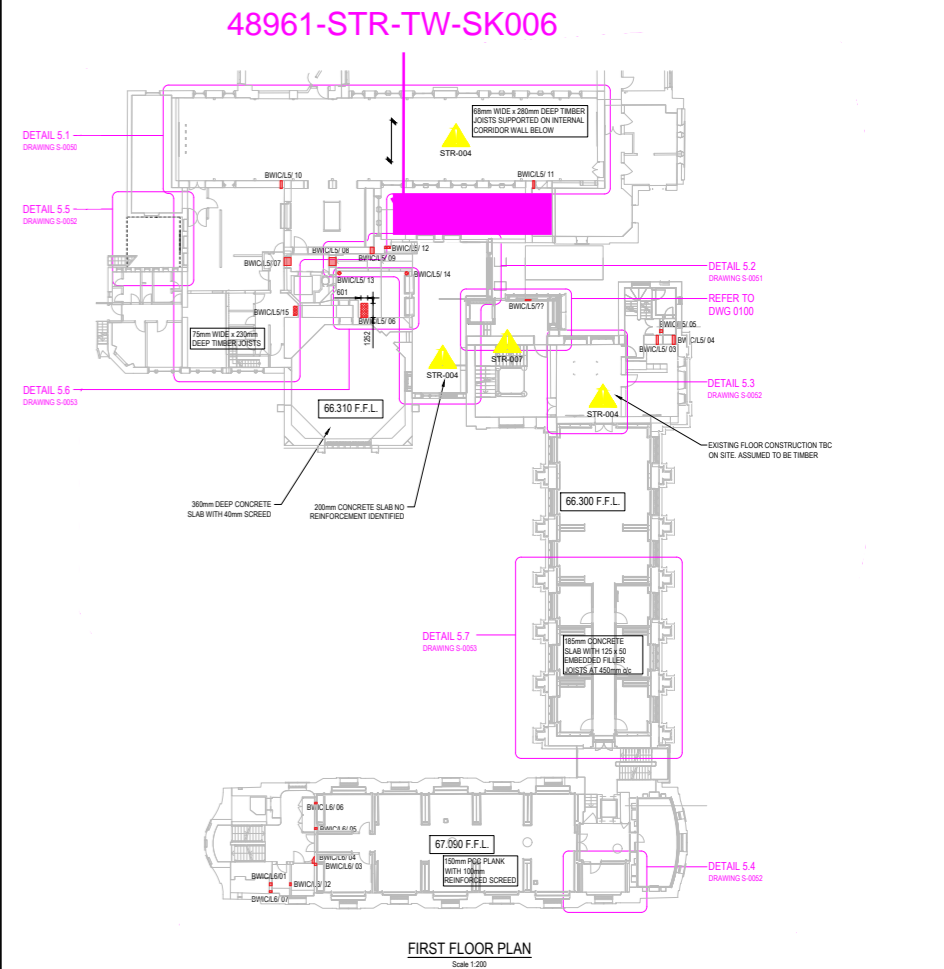 48961-STR-TW-SK006
68mm WIDE x 280mm DEEP TIMBER
JOISTS SUPPORTED ON INTERNAL
CORRIDOR WALL BELOW
STR-004
DETAIL 5.1
DRAWING S-0050
BWIC/L5/ 10
BWIC/L5/ 11
DETAIL 5.5
DRAWING S-0052
BWIC/L5/ 08
BWIC/L5/ 12
BWIC/L5/ 07
BWIC/L5/ 09
DETAIL 5.2
DRAWING S-0051
BWIC/L5/ 13
BWIC/L5/ 14
601
REFER TO
DWG 0100
BWIC/L5/??
BWIC/L5/15
BWIC/L5/ 06
1252
BWIC/L5/ 05
BWIC/L5/ 04
BWIC/L5/ 03
75mm WIDE x 230mm
DEEP TIMBER JOISTS
STR-007
STR-004
DETAIL 5.6
DRAWING S-0053
DETAIL 5.3
DRAWING S-0052
66.310 F.F.L.
STR-004
EXISTING FLOOR CONSTRUCTION TBC
ON SITE. ASSUMED TO BE TIMBER
360mm DEEP CONCRETE
SLAB WITH 40mm SCREED
200mm CONCRETE SLAB NO
REINFORCEMENT IDENTIFIED
66.300 F.F.L.
DETAIL 5.7
DRAWING S-0053
185mm CONCRETE
SLAB WITH 125 x 50
EMBEDDED FILLER
JOISTS AT 450mm o/c
BWIC/L6/ 06
BWIC/L6/ 05
67.090 F.F.L.
BWIC/L6/ 04
BWIC/L6/ 03
150mm PCC PLANK
WITH 100mm
REINFORCED SCREED
BWIC/L6/01
BWIC/L6/ 02
BWIC/L6/ 07
DETAIL 5.4
DRAWING S-0052
FIRST FLOOR PLAN
Scale 1:200